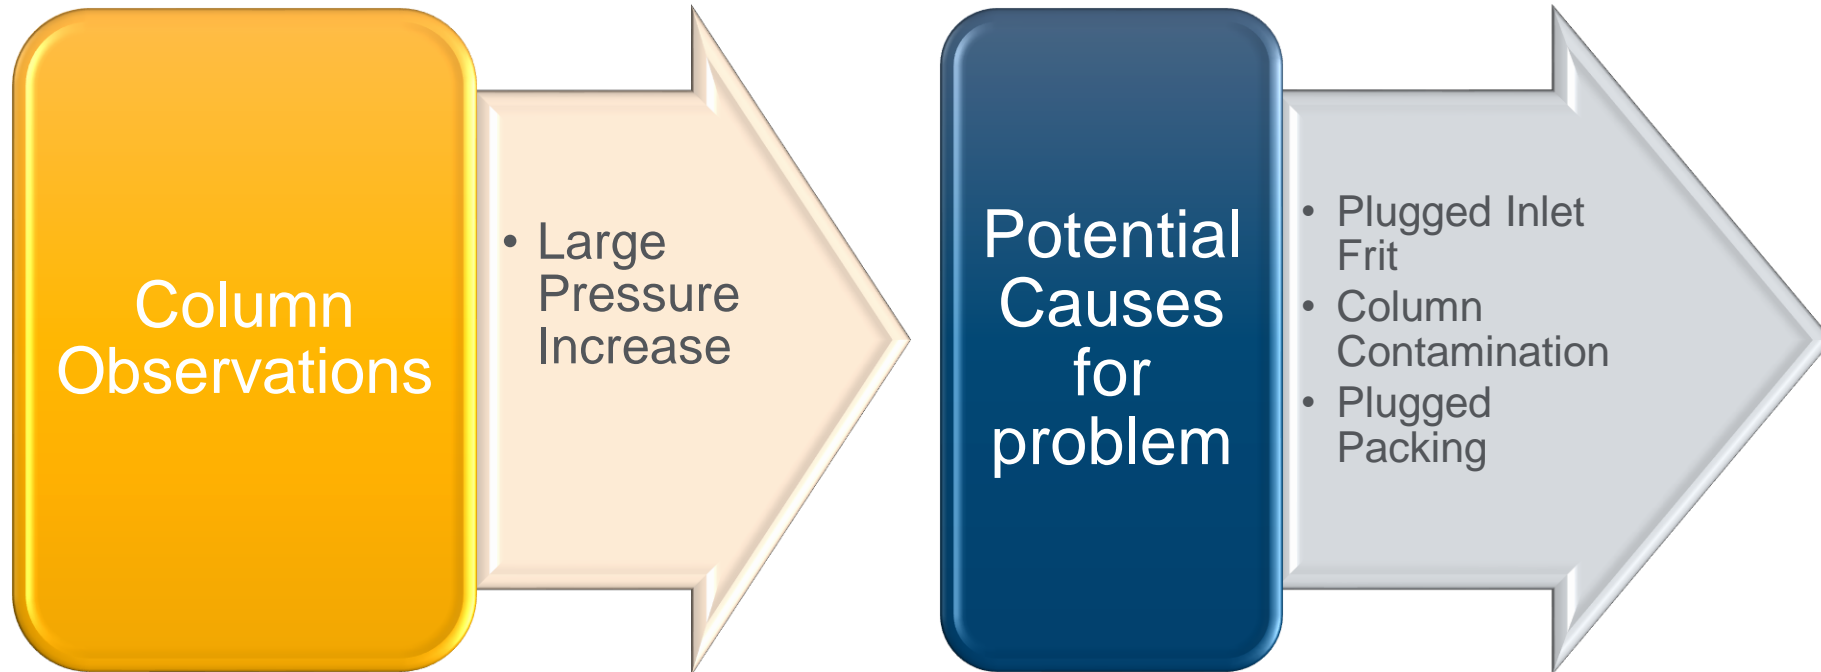 Column
Observations
• Large
Pressure
Increase
Potential
Causes
for
problem
• Plugged Inlet
Frit
• Column
Contamination
• Plugged
Packing